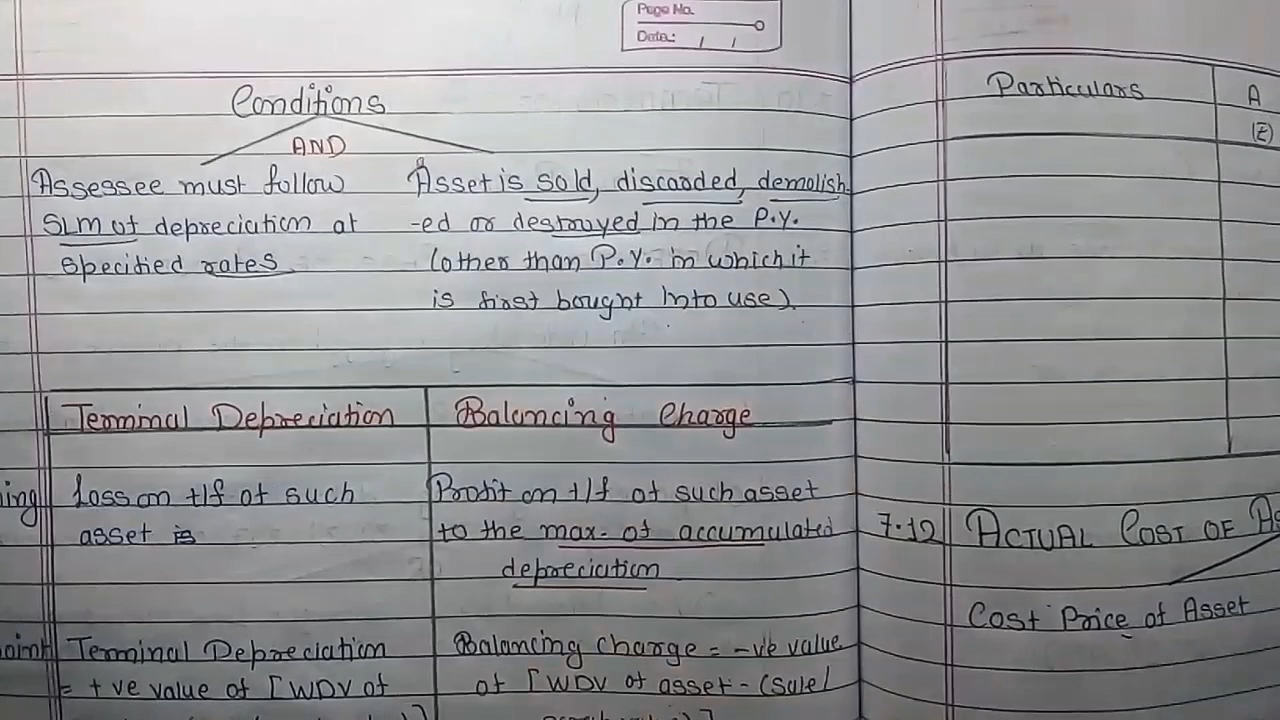 Page No.
Date: / /
Conditions
AND
Assessee must follow
SLM of depreciation at
specified rates
Asset is sold, discarded, demolish
-ed or destroyed in the P.Y.
(other than P.Y. in which it
is first bought into use).
Terminal Depreciation
Balancing Charge
ing
Loss on t/f of such
asset is
Profit on t/f of such asset
to the max. of accumulated
depreciation
Terminal Depreciation
= +ve value of [WDV of
Balancing charge = -ve value
of [WDV of asset - (Sale/
Particulars
A
(₹)
7.12 ACTUAL COST OF
Cost Price of Asset